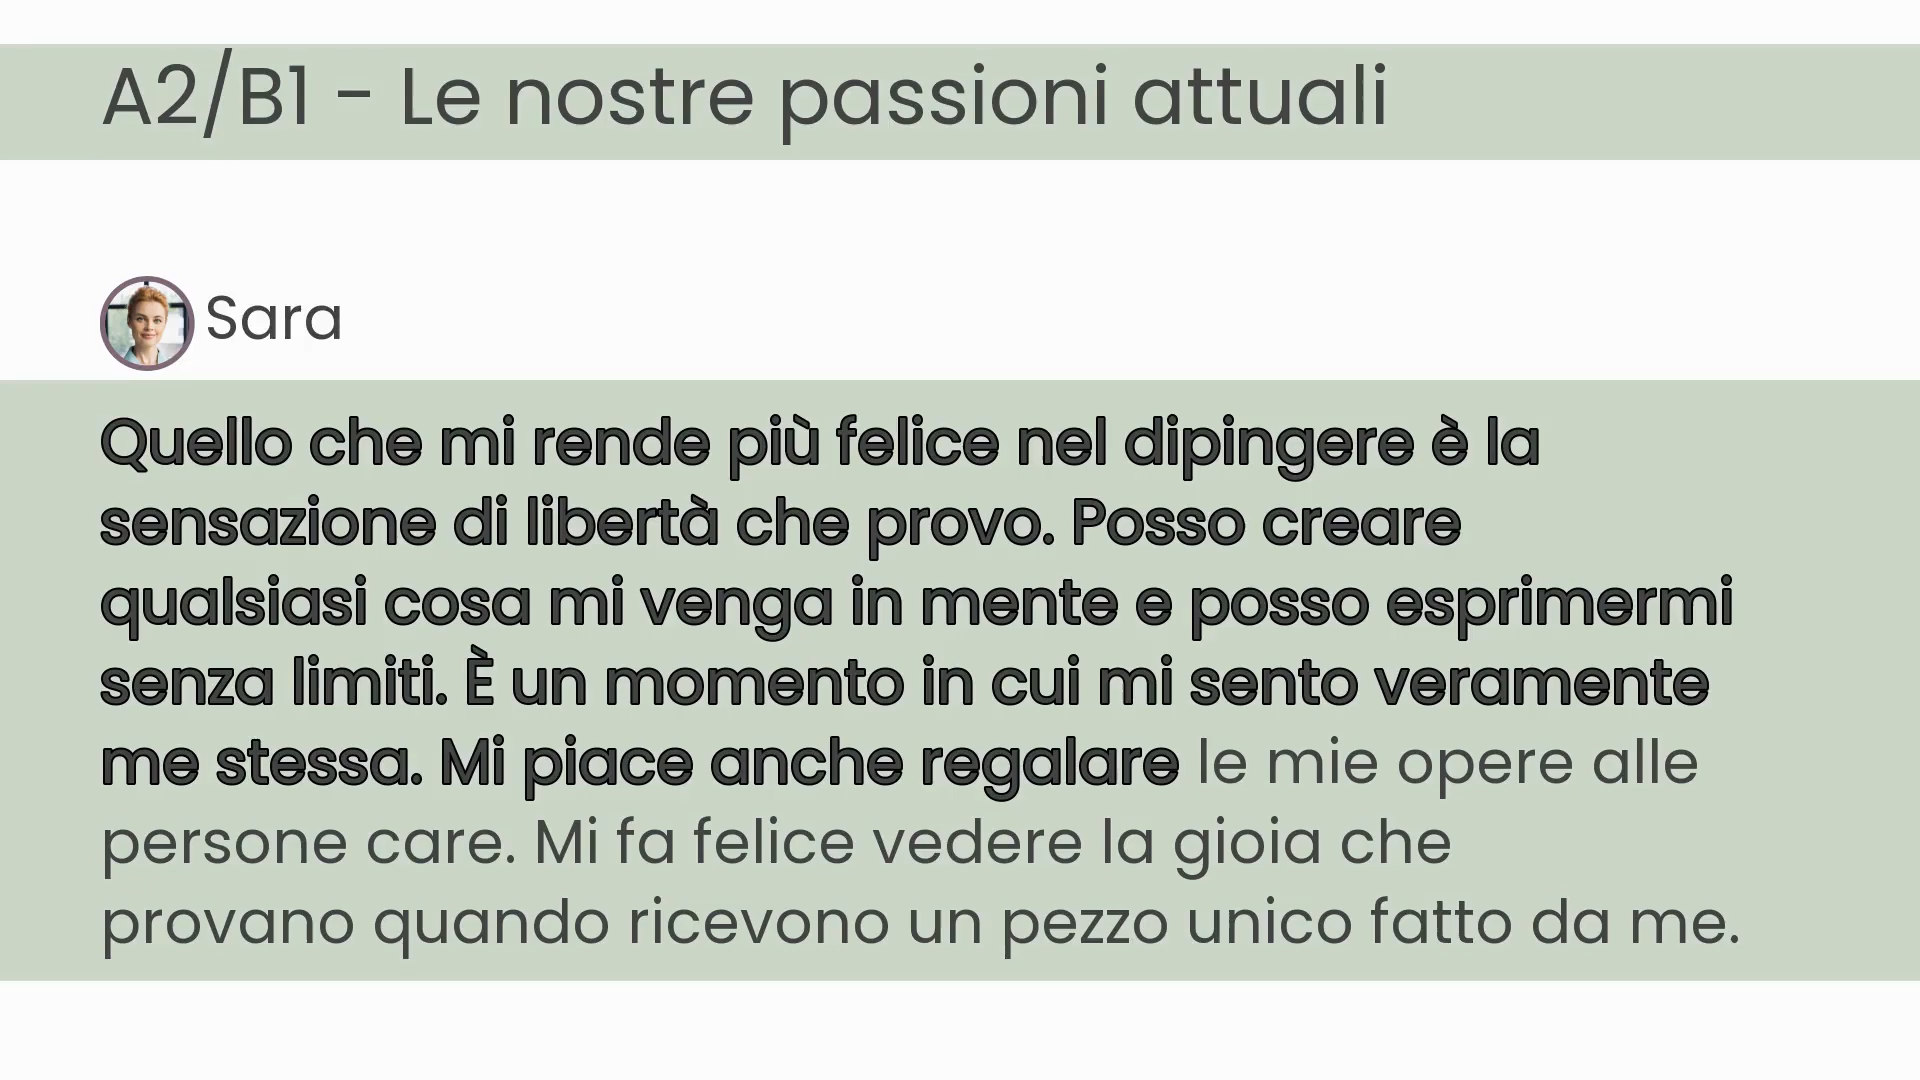 A2/B1 - Le nostre passioni attuali
Sara
Quello che mi rende più felice nel dipingere è la
sensazione di libertà che provo. Posso creare
qualsiasi cosa mi venga in mente e posso esprimermi
senza limiti. È un momento in cui mi sento veramente
me stessa. Mi piace anche regalare le mie opere alle
persone care. Mi fa felice vedere la gioia che
provano quando ricevono un pezzo unico fatto da me.